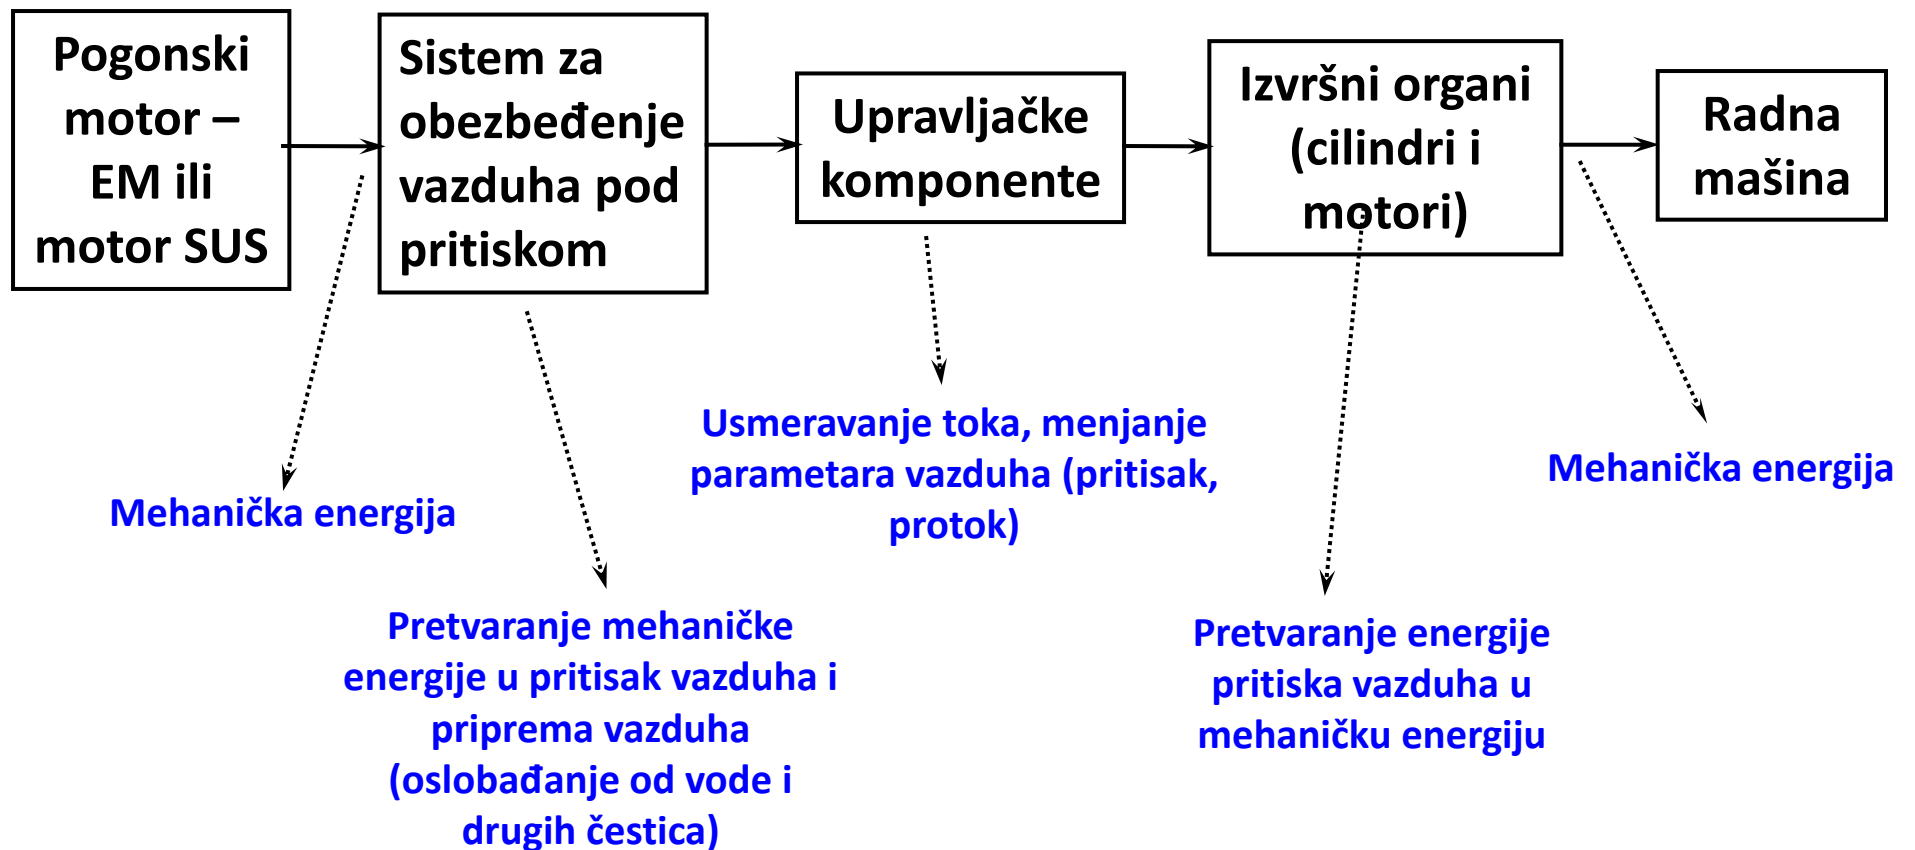 Pogonski
motor –
EM ili
motor SUS
Sistem za
obezbeđenje
vazduha pod
pritiskom
Upravljačke
komponente
Izvršni organi
(cilindri i
motori)
Radna
mašina
Mehanička energija
Pretvaranje mehaničke
energije u pritisak vazduha i
priprema vazduha
(oslobađanje od vode i
drugih čestica)
Usmeravanje toka, menjanje
parametara vazduha (pritisak,
protok)
Pretvaranje energije
pritiska vazduha u
mehaničku energiju
Mehanička energija